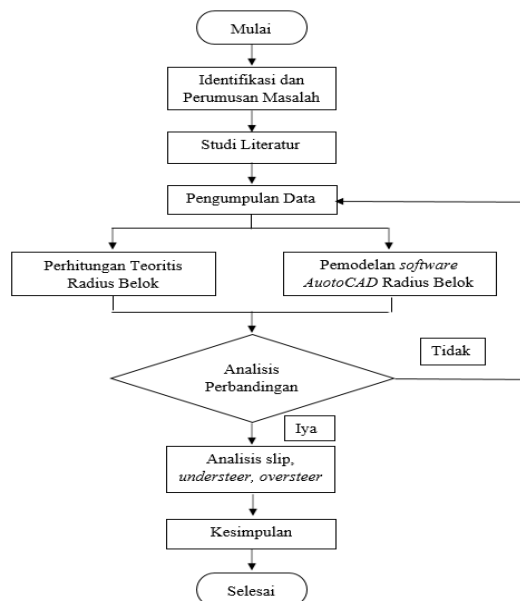 Mulai
Identifikasi dan
Perumusan Masalah
Studi Literatur
Pengumpulan Data
Perhitungan Teoritis
Radius Belok
Pemodelan software
AuotoCAD Radius Belok
Analisis
Perbandingan
Tidak
Iya
Analisis slip,
understeer, oversteer
Kesimpulan
Selesai